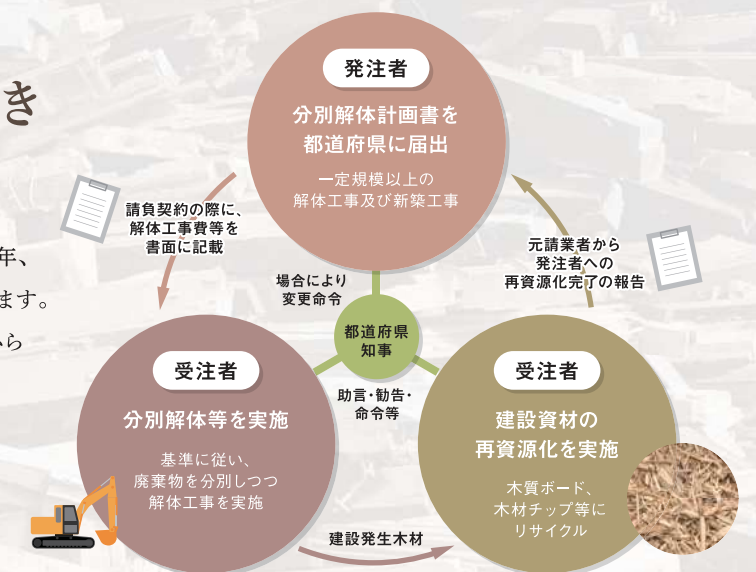 き
年、
ます。
から
発注者
分別解体計画書を
都道府県に届出
一定規模以上の
解体工事及び新築工事
請負契約の際に、
解体工事費等を
書面に記載
元請業者から
発注者への
再資源化完了の報告
場合により
変更命令
都道府県
知事
助言・勧告・
命令等
受注者
分別解体等を実施
基準に従い、
廃棄物を分別しつつ
解体工事を実施
受注者
建設資材の
再資源化を実施
木質ボード、
木材チップ等に
リサイクル
建設発生木材